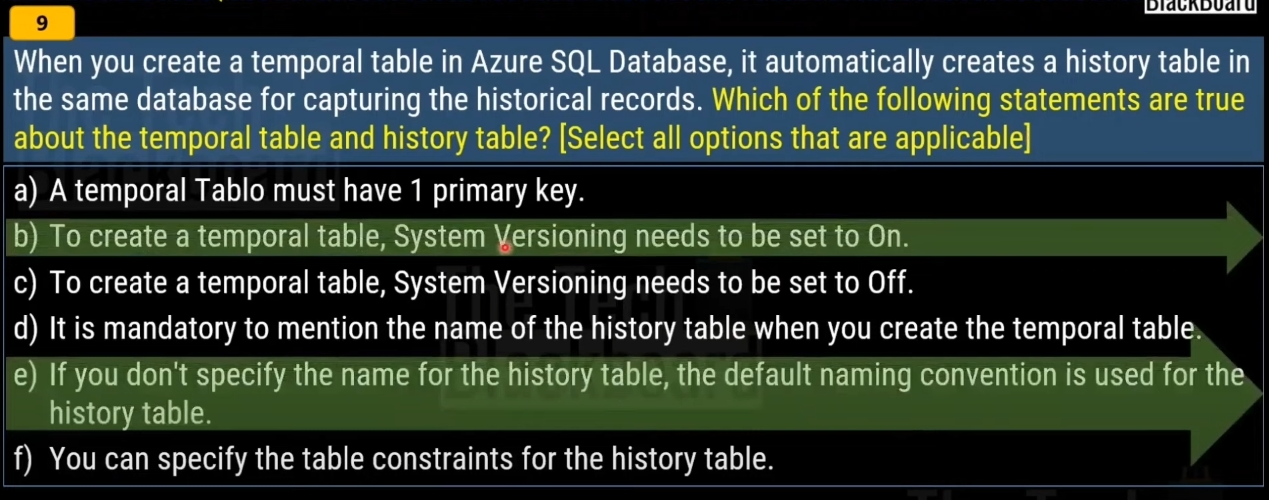 BlackBoard
9
When you create a temporal table in Azure SQL Database, it automatically creates a history table in
the same database for capturing the historical records. Which of the following statements are true
about the temporal table and history table? [Select all options that are applicable]
a) A temporal Tablo must have 1 primary key.
b) To create a temporal table, System Versioning needs to be set to On.
c) To create a temporal table, System Versioning needs to be set to Off.
d) It is mandatory to mention the name of the history table when you create the temporal table.
e) If you don't specify the name for the history table, the default naming convention is used for the
history table.
f) You can specify the table constraints for the history table.
The Tech
Blackboard